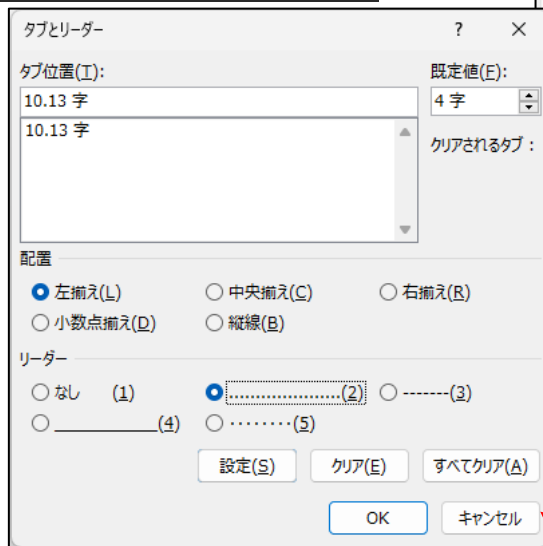 タブとリーダー ? ×
タブ位置(T): 既定値(F):
10.13 字 4 字
10.13 字
クリアされるタブ:
配置
左揃え(L) 中央揃え(C) 右揃え(R)
小数点揃え(D) 縦線(B)
リーダー
なし (1) .....................(2) -------(3)
____________(4) ········(5)
設定(S) クリア(E) すべてクリア(A)
OK キャンセル